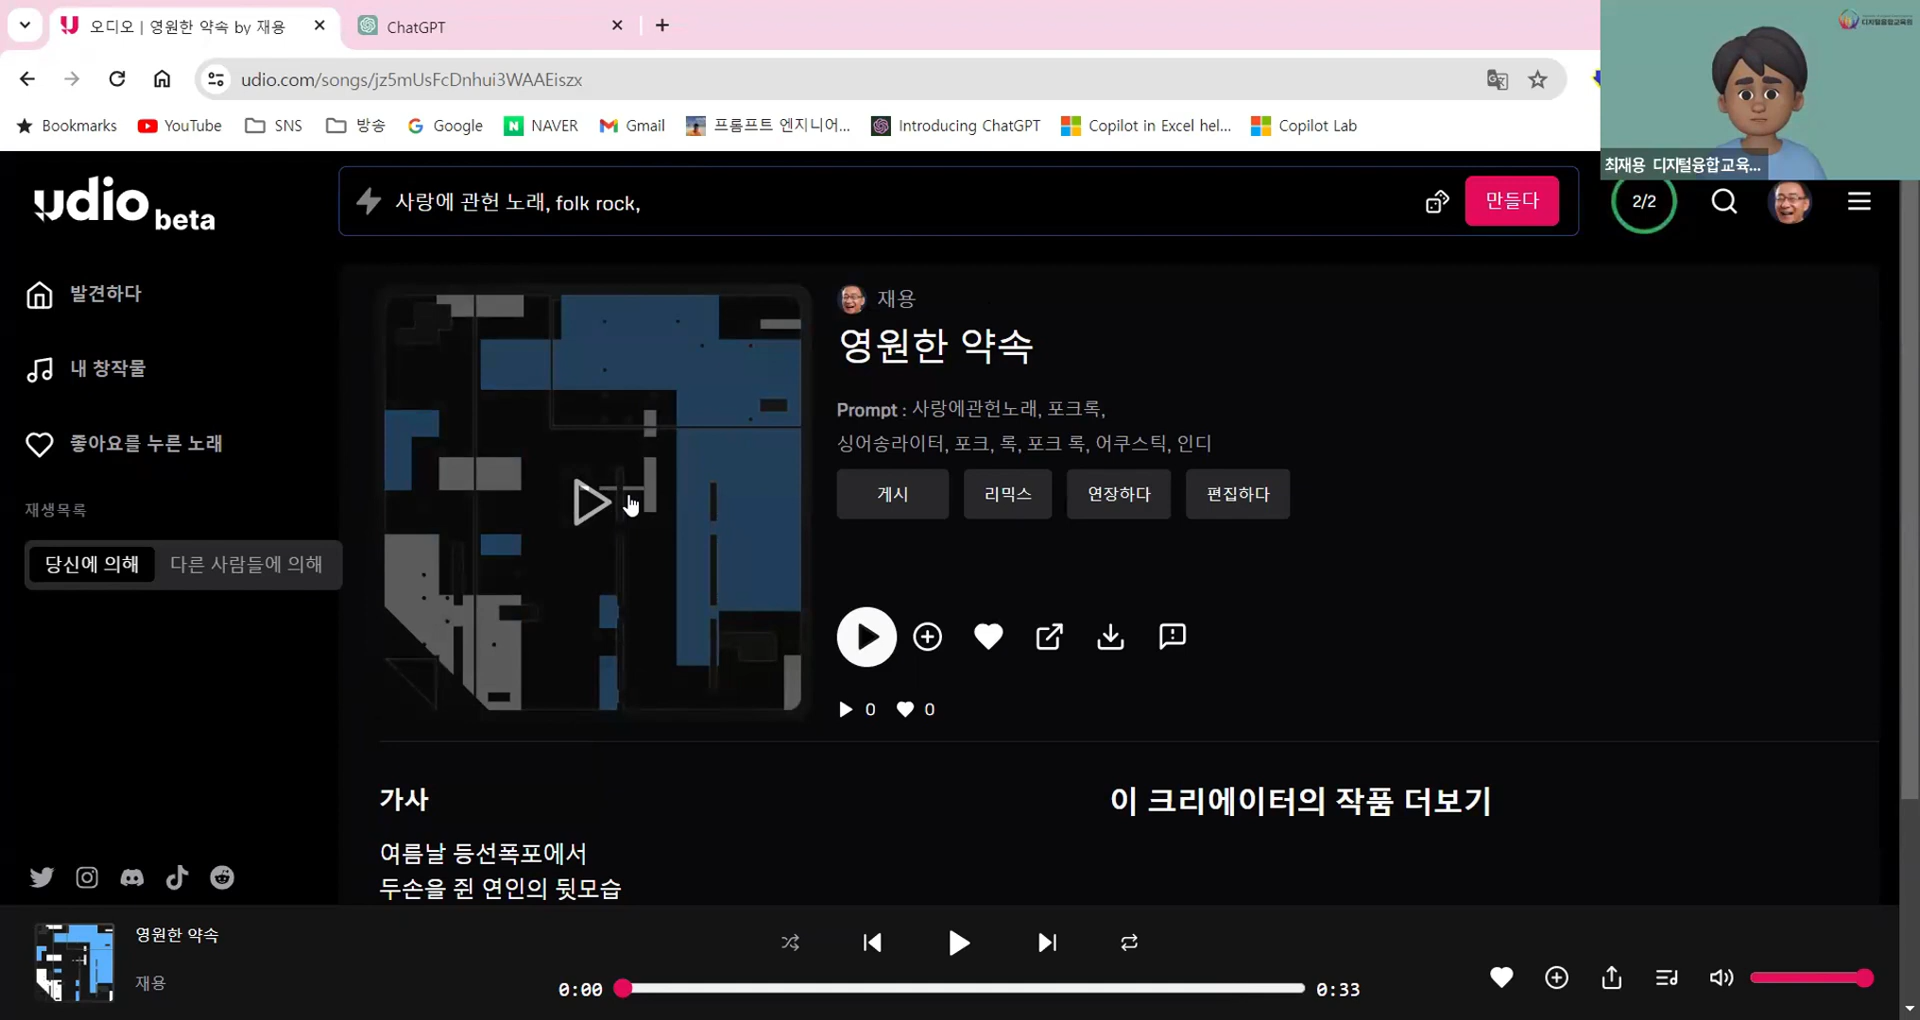 오디오 | 영원한 약속 by 재용
ChatGPT
udio.com/songs/jz5mUsFcDnhui3WAAEiszx
Bookmarks
YouTube
SNS
방송
Google
NAVER
Gmail
프롬프트 엔지니어...
Introducing ChatGPT
Copilot in Excel hel...
Copilot Lab
디지털융합교육원
최재용 디지털융합교육...
udio beta
사랑에 관헌 노래, folk rock,
만들다
2/2
발견하다
내 창작물
좋아요를 누른 노래
재생목록
당신에 의해
다른 사람들에 의해
재용
영원한 약속
Prompt : 사랑에관헌노래, 포크록,
싱어송라이터, 포크, 록, 포크 록, 어쿠스틱, 인디
게시
리믹스
연장하다
편집하다
0
0
가사
이 크리에이터의 작품 더보기
여름날 등선폭포에서
두손을 쥔 연인의 뒷모습
영원한 약속
재용
0:00
0:33